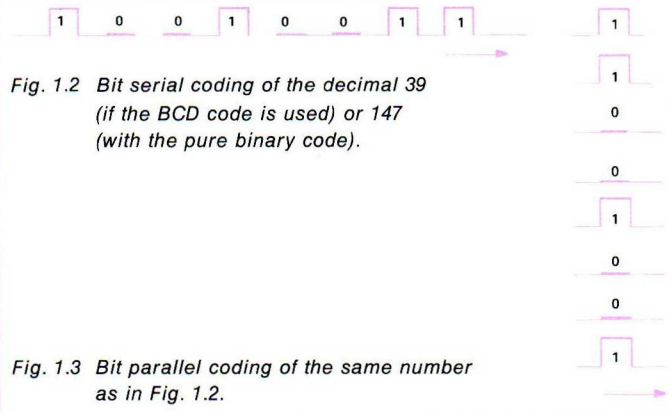 1 0 0 1 0 0 1 1
Fig. 1.2 Bit serial coding of the decimal 39
(if the BCD code is used) or 147
(with the pure binary code).
1
1
0
0
1
0
0
1
Fig. 1.3 Bit parallel coding of the same number
as in Fig. 1.2.